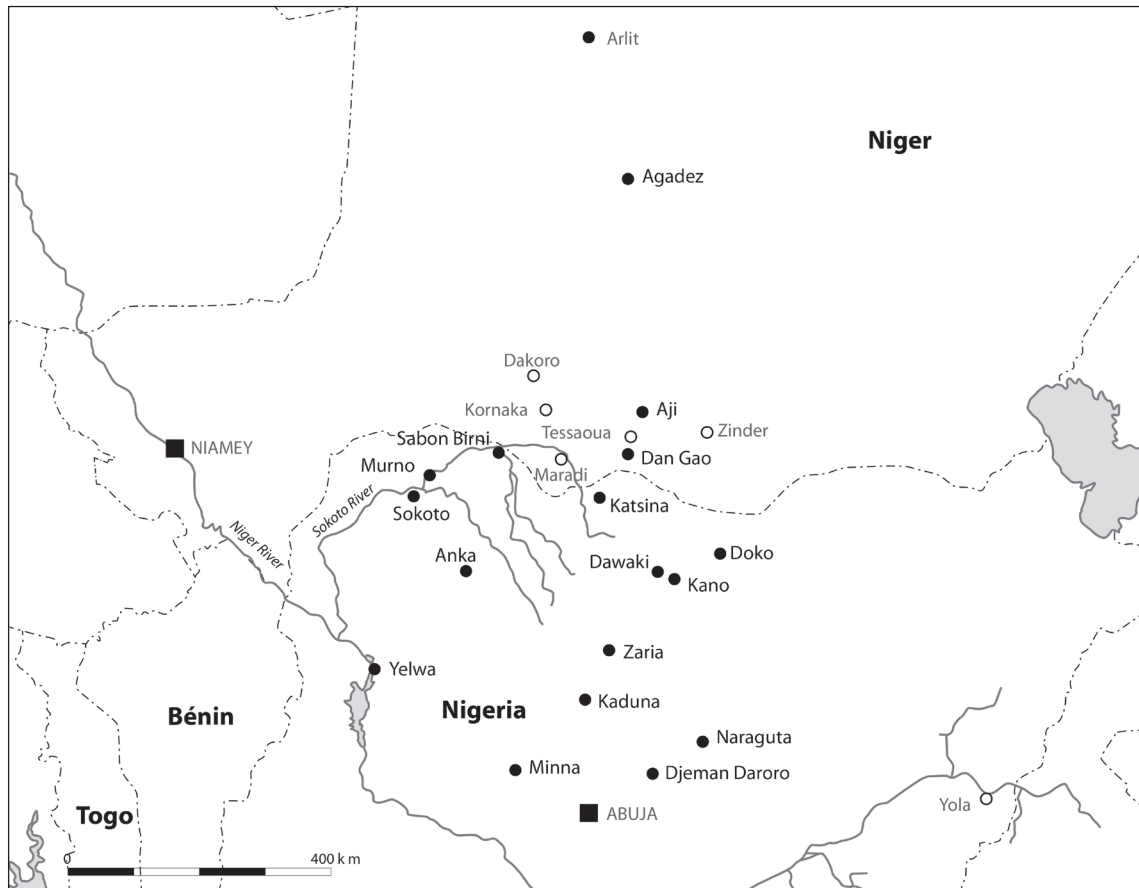 Arlit
Niger
Agadez
Dakoro
Kornaka
Aji
Tessaoua
Zinder
Sabon Birni
NIAMEY
Dan Gao
Murno
Maradi
Sokoto River
Katsina
Sokoto
Niger River
Anka
Dawaki
Doko
Kano
Zaria
Yelwa
Kaduna
Bénin
Nigeria
Naraguta
Minna
Djeman Daroro
Yola
Togo
ABUJA
0
400 k m